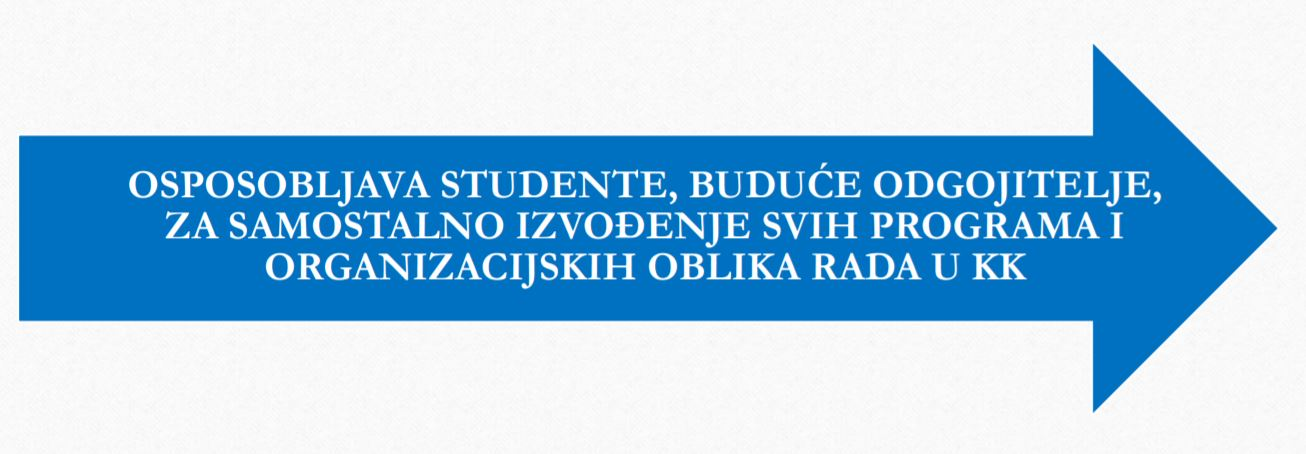 OSPOSOBLJAVA STUDENTE, BUDUĆE ODGOJITELJE,
ZA SAMOSTALNO IZVOĐENJE SVIH PROGRAMA I
ORGANIZACIJSKIH OBLIKA RADA U KK